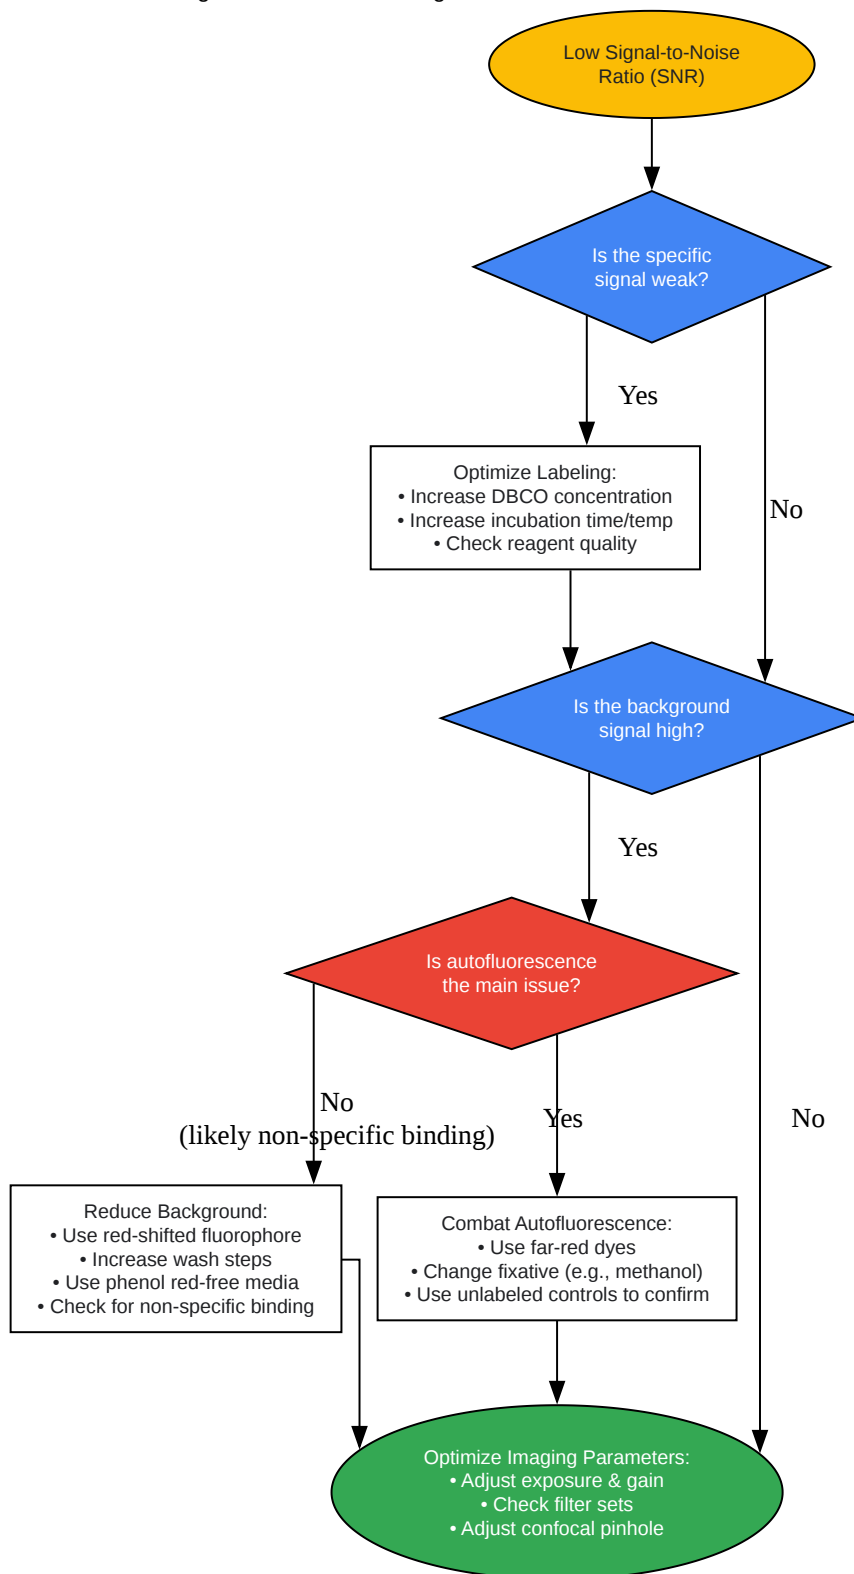 Low Signal-to-Noise
Ratio (SNR)
Is the specific
signal weak?
Yes
Optimize Labeling:
• Increase DBCO concentration
• Increase incubation time/temp
• Check reagent quality
No
Is the background
signal high?
Yes
Is autofluorescence
the main issue?
No
(likely non-specific binding)
Yes
No
Reduce Background:
• Use red-shifted fluorophore
• Increase wash steps
• Use phenol red-free media
• Check for non-specific binding
Combat Autofluorescence:
• Use far-red dyes
• Change fixative (e.g., methanol)
• Use unlabeled controls to confirm
Optimize Imaging Parameters:
• Adjust exposure & gain
• Check filter sets
• Adjust confocal pinhole